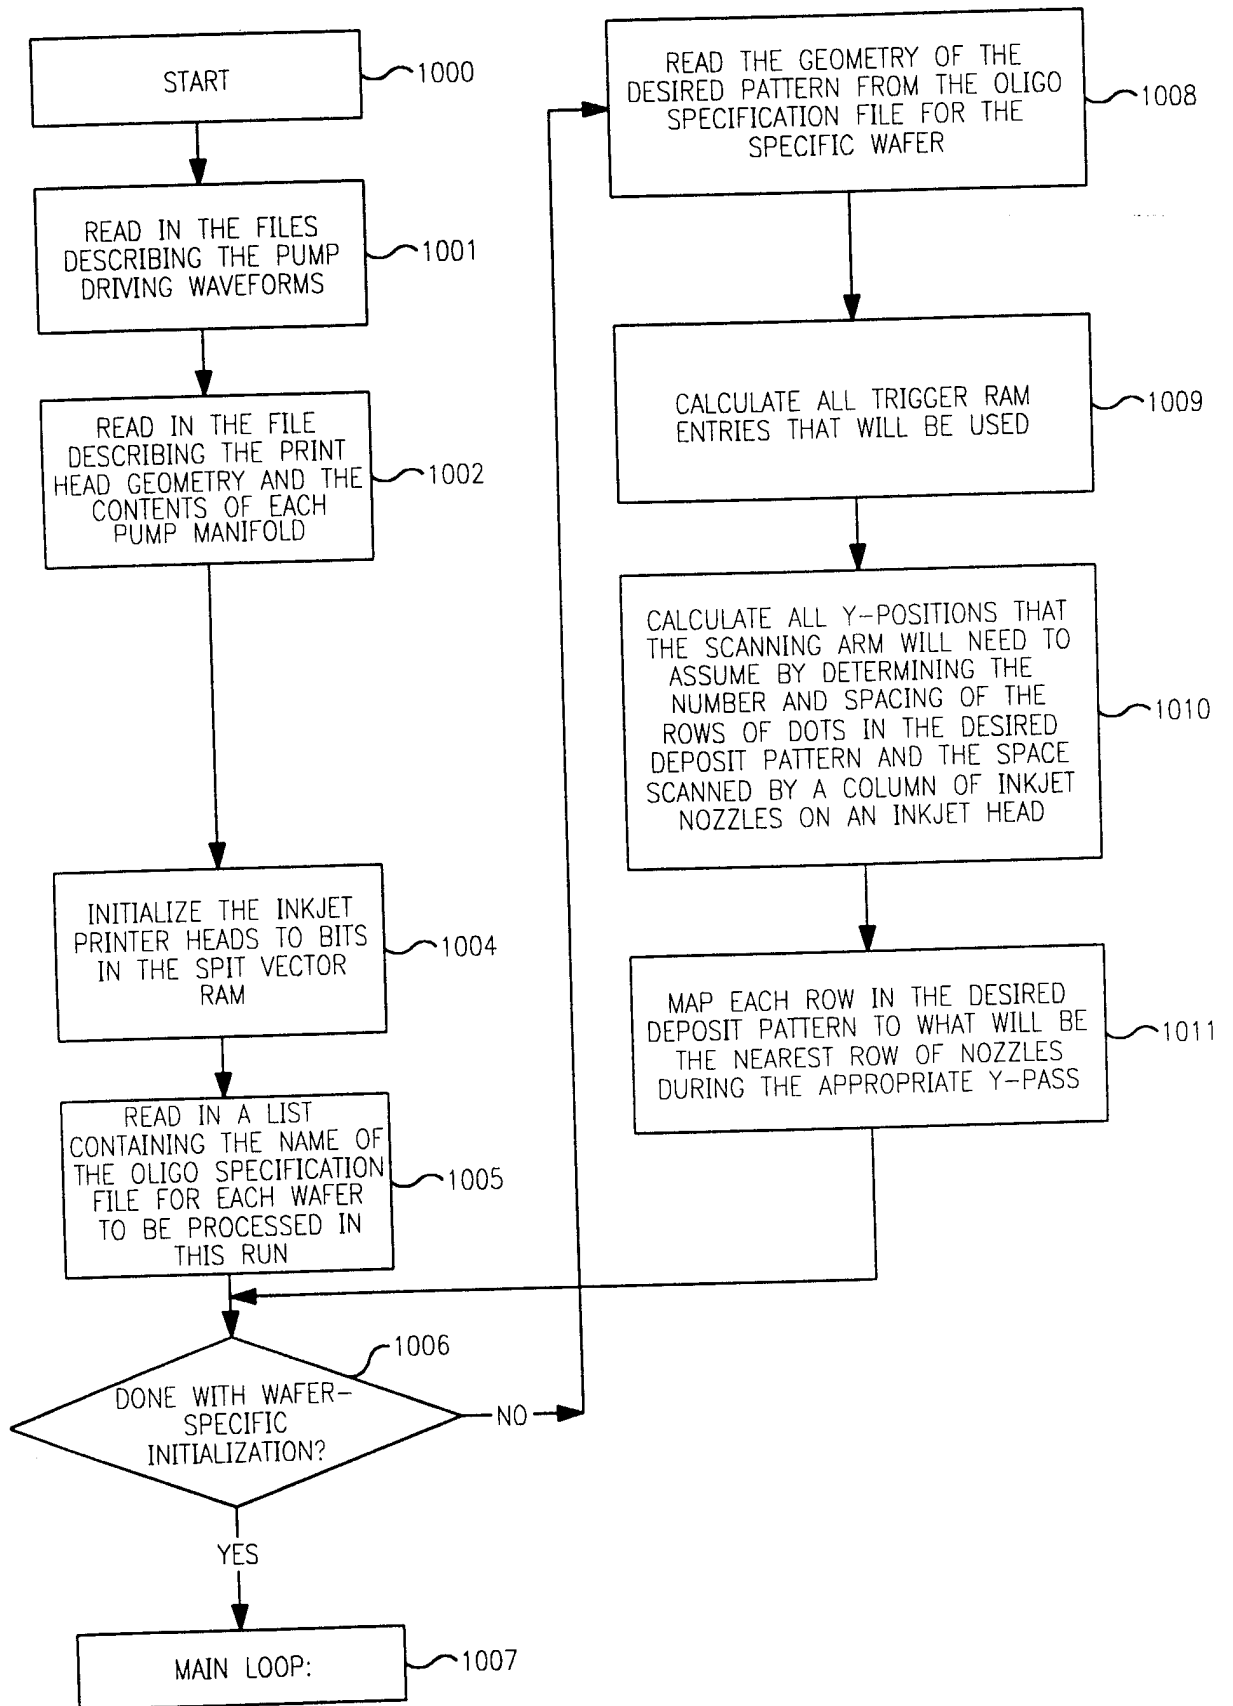 START
1000
READ IN THE FILES
DESCRIBING THE PUMP
DRIVING WAVEFORMS
1001
READ IN THE FILE
DESCRIBING THE PRINT
HEAD GEOMETRY AND THE
CONTENTS OF EACH
PUMP MANIFOLD
1002
INITIALIZE THE INKJET
PRINTER HEADS TO BITS
IN THE SPIT VECTOR
RAM
1004
READ IN A LIST
CONTAINING THE NAME OF
THE OLIGO SPECIFICATION
FILE FOR EACH WAFER
TO BE PROCESSED IN
THIS RUN
1005
DONE WITH WAFER-
SPECIFIC
INITIALIZATION?
1006
NO
YES
MAIN LOOP:
1007
READ THE GEOMETRY OF THE
DESIRED PATTERN FROM THE OLIGO
SPECIFICATION FILE FOR THE
SPECIFIC WAFER
1008
CALCULATE ALL TRIGGER RAM
ENTRIES THAT WILL BE USED
1009
CALCULATE ALL Y-POSITIONS THAT
THE SCANNING ARM WILL NEED TO
ASSUME BY DETERMINING THE
NUMBER AND SPACING OF THE
ROWS OF DOTS IN THE DESIRED
DEPOSIT PATTERN AND THE SPACE
SCANNED BY A COLUMN OF INKJET
NOZZLES ON AN INKJET HEAD
1010
MAP EACH ROW IN THE DESIRED
DEPOSIT PATTERN TO WHAT WILL BE
THE NEAREST ROW OF NOZZLES
DURING THE APPROPRIATE Y-PASS
1011